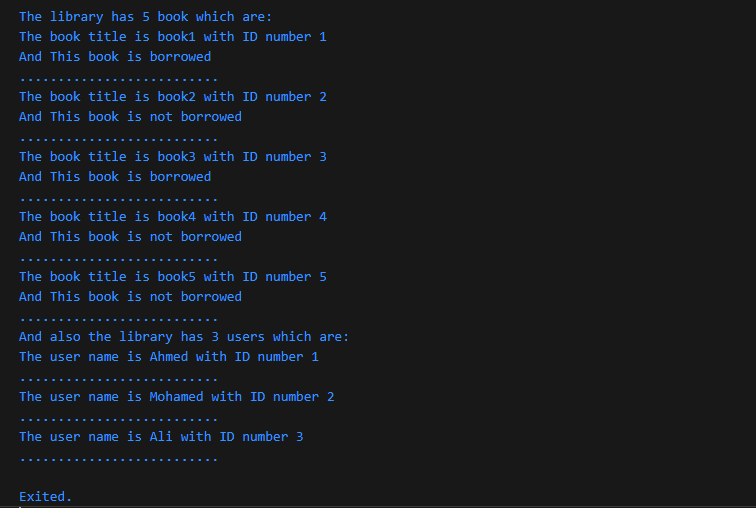 The library has 5 book which are:
The book title is book1 with ID number 1
And This book is borrowed
..........................
The book title is book2 with ID number 2
And This book is not borrowed
..........................
The book title is book3 with ID number 3
And This book is borrowed
..........................
The book title is book4 with ID number 4
And This book is not borrowed
..........................
The book title is book5 with ID number 5
And This book is not borrowed
..........................
And also the library has 3 users which are:
The user name is Ahmed with ID number 1
..........................
The user name is Mohamed with ID number 2
..........................
The user name is Ali with ID number 3
..........................
Exited.